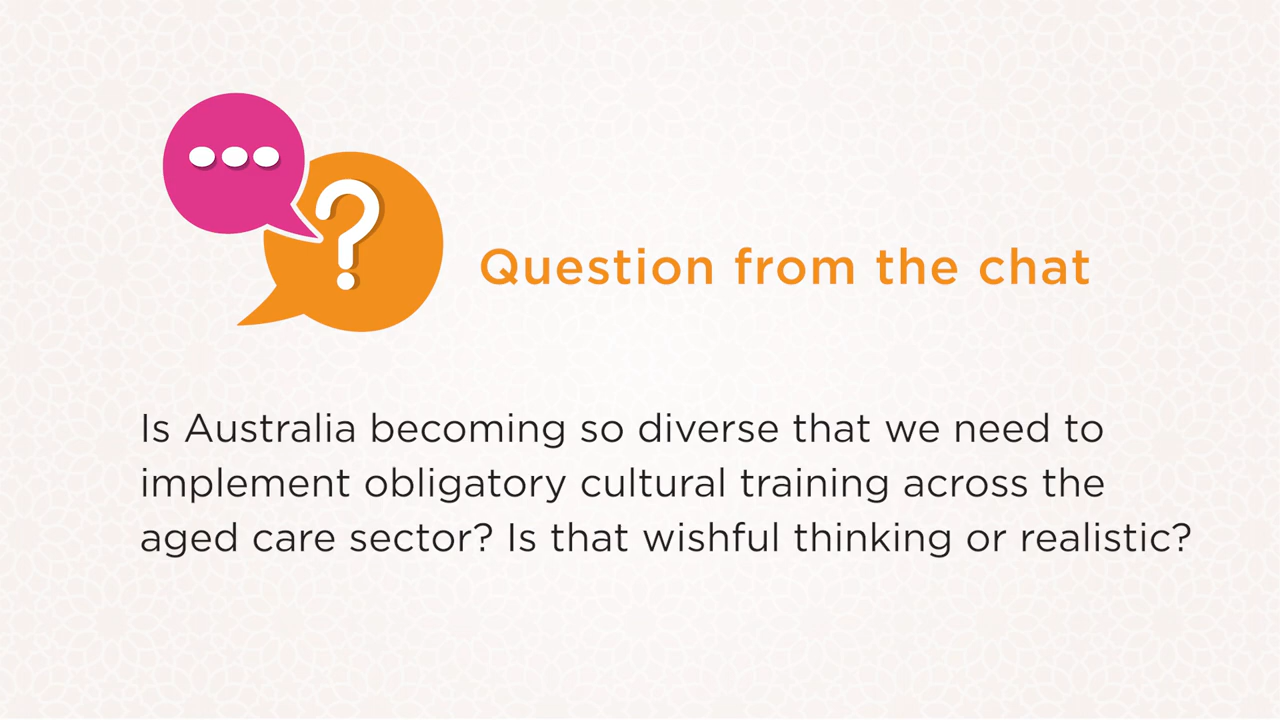 Question from the chat
Is Australia becoming so diverse that we need to
implement obligatory cultural training across the
aged care sector? Is that wishful thinking or realistic?